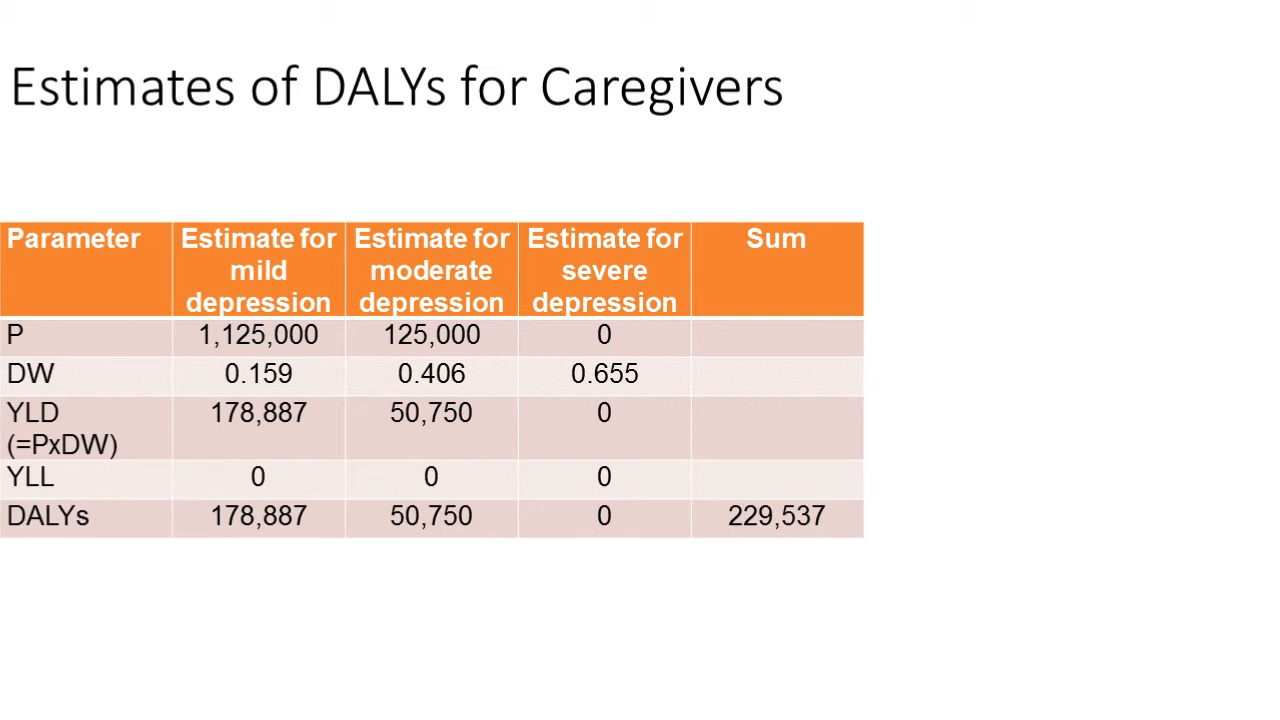 Estimates of DALYs for Caregivers
Parameter Estimate for mild depression Estimate for moderate depression Estimate for severe depression Sum
P 1,125,000 125,000 0
DW 0.159 0.406 0.655
YLD (=PxDW) 178,887 50,750 0
YLL 0 0 0
DALYs 178,887 50,750 0 229,537